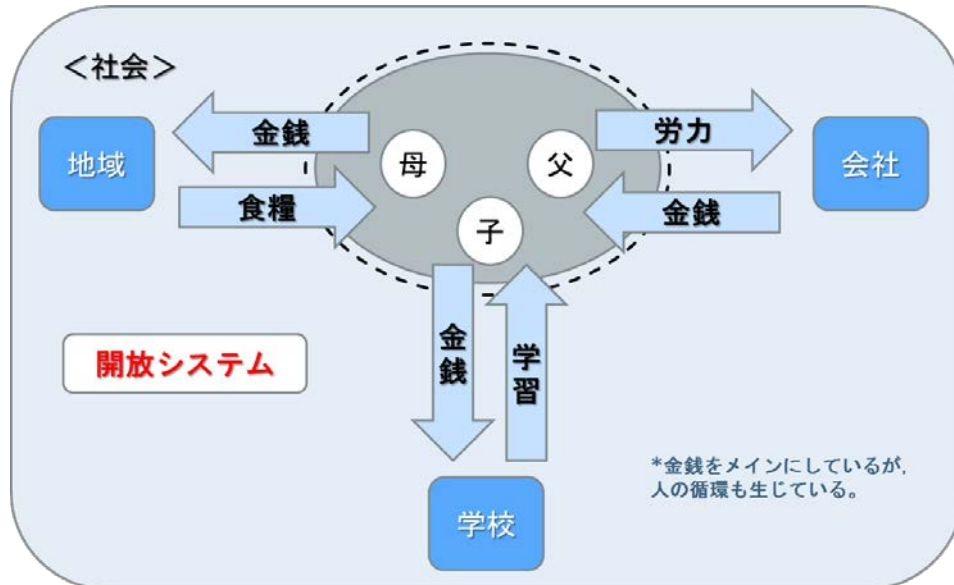 ＜社会＞
金銭
労力
地域
母
父
会社
食糧
金銭
子
金銭
学習
開放システム
*金銭をメインにしているが,
人の循環も生じている。
学校